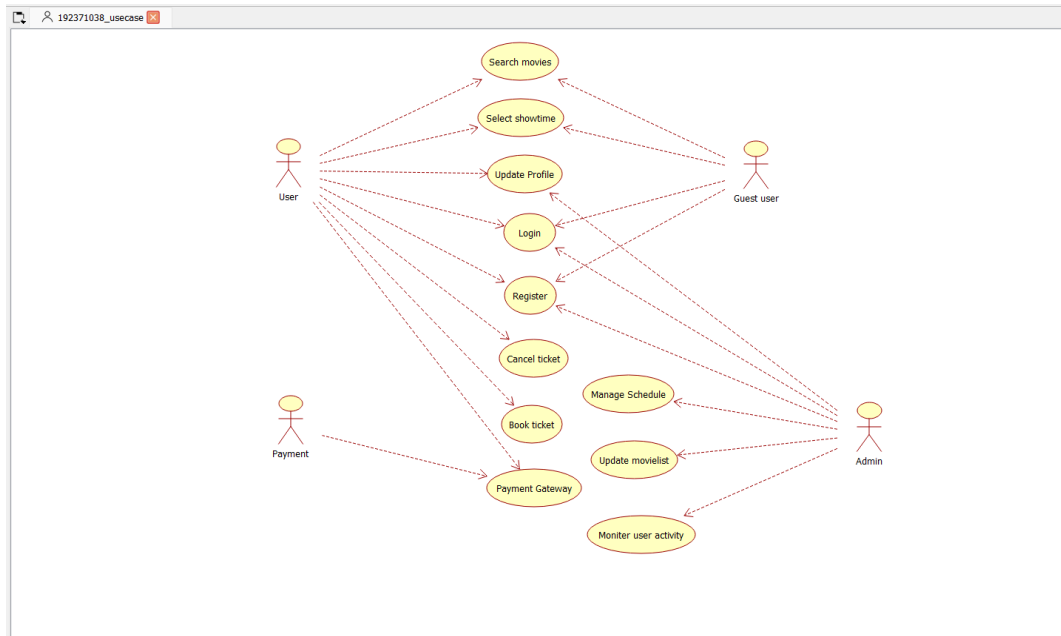 192371038_usecase
Search movies
Select showtime
User
Update Profile
Guest user
Login
Register
Cancel ticket
Manage Schedule
Payment
Book ticket
Update movielist
Admin
Payment Gateway
Moniter user activity